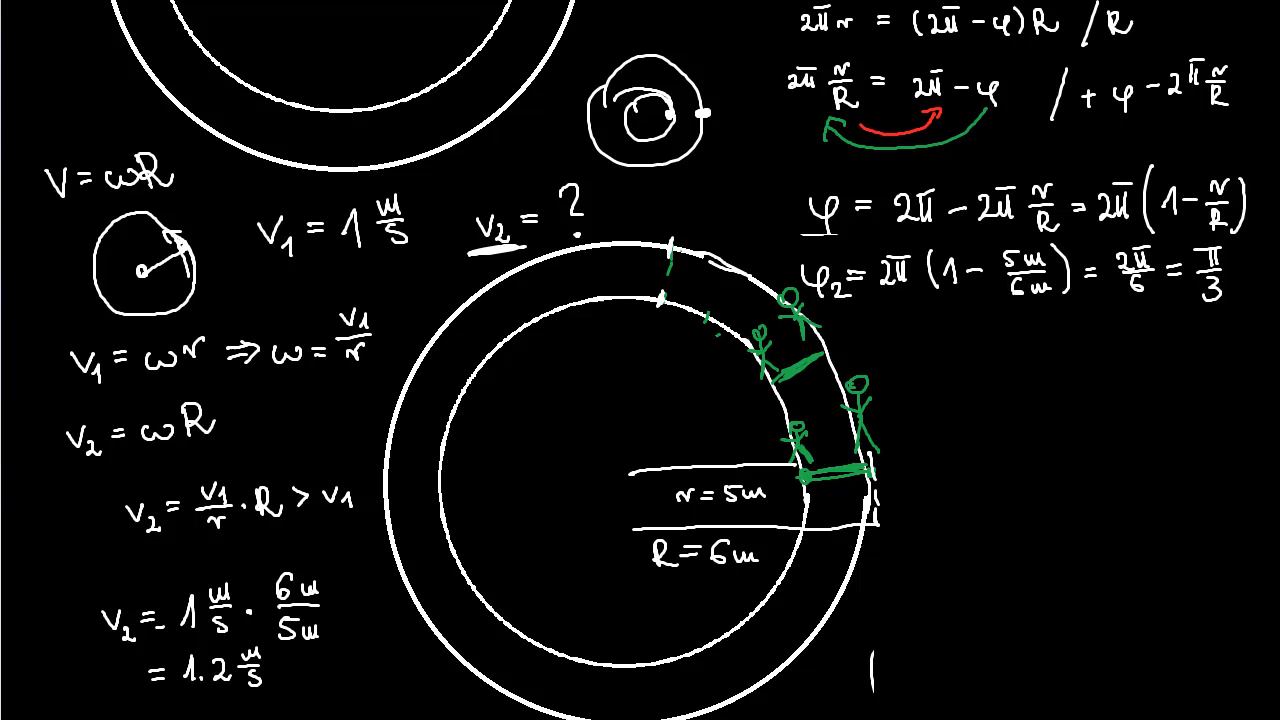 2π r = (2π - φ) R / R
2π r/R = 2π - φ / + φ - 2π r/R
φ = 2π - 2π r/R = 2π (1 - r/R)
φ₂ = 2π (1 - 5m/6m) = 2π/6 = π/3
V = ωR
v₁ = 1 m/s
v₂ = ?
v₁ = ωr ⇒ ω = v₁/r
v₂ = ωR
v₂ = v₁/r · R > v₁
v₂ = 1 m/s · 6m/5m
= 1.2 m/s
r = 5m
R = 6m